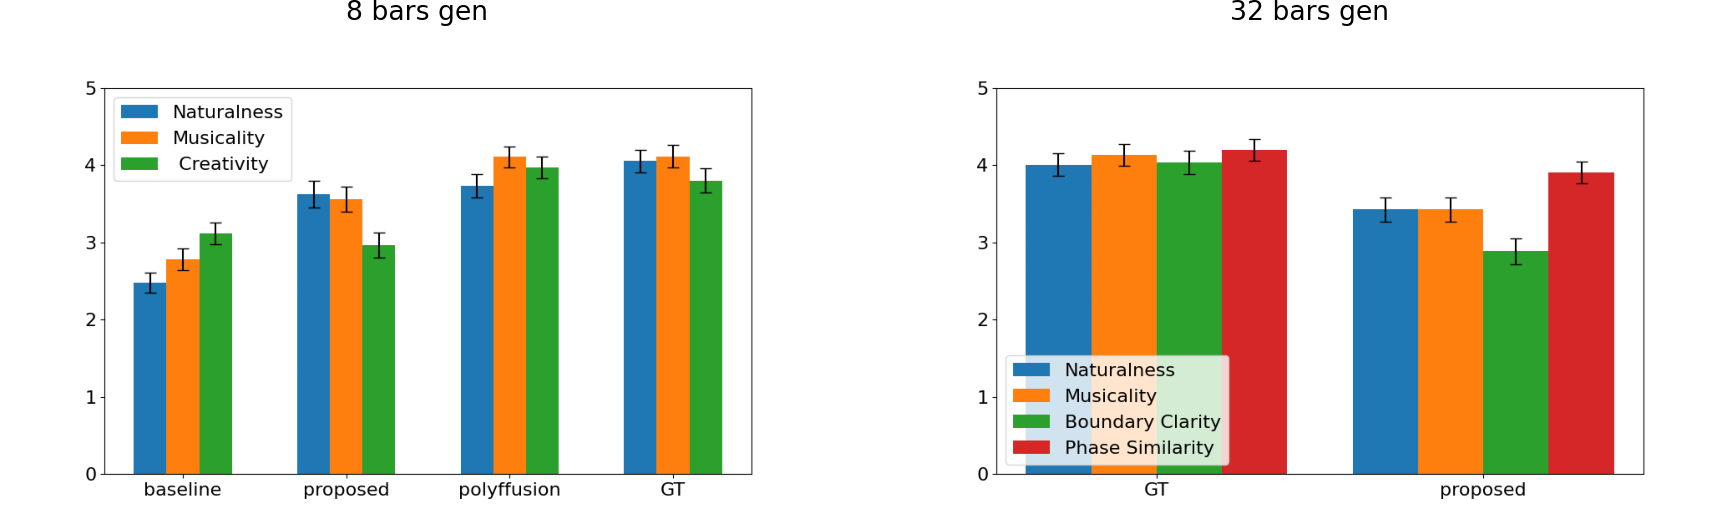 8 bars gen
5
4
3
2
1
0
Naturalness
Musicality
Creativity
baseline
proposed
polyffusion
GT
32 bars gen
5
4
3
2
1
0
Naturalness
Musicality
Boundary Clarity
Phase Similarity
GT
proposed